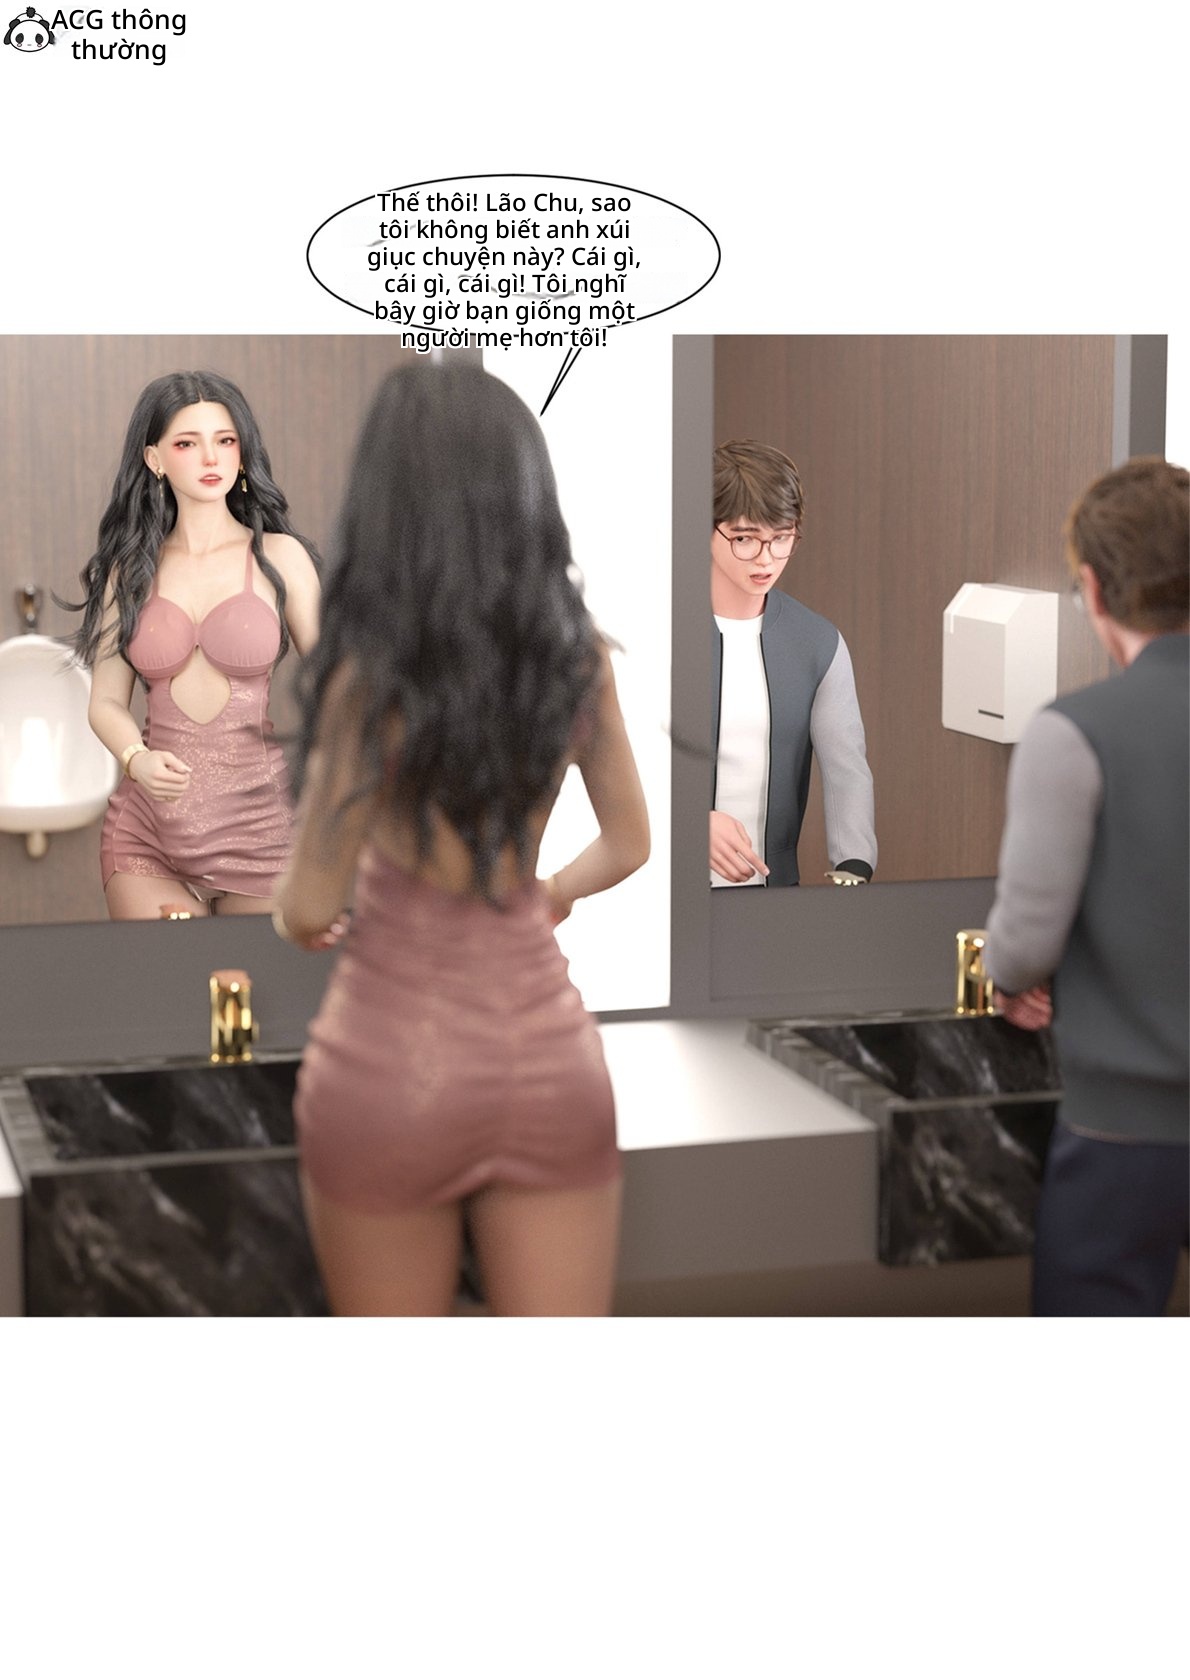 ACG thông
thường
Thế thôi! Lão Chu, sao
tôi không biết anh xúi
giục chuyện này? Cái gì,
cái gì, cái gì! Tôi nghĩ
bây giờ bạn giống một
người mẹ hơn tôi!